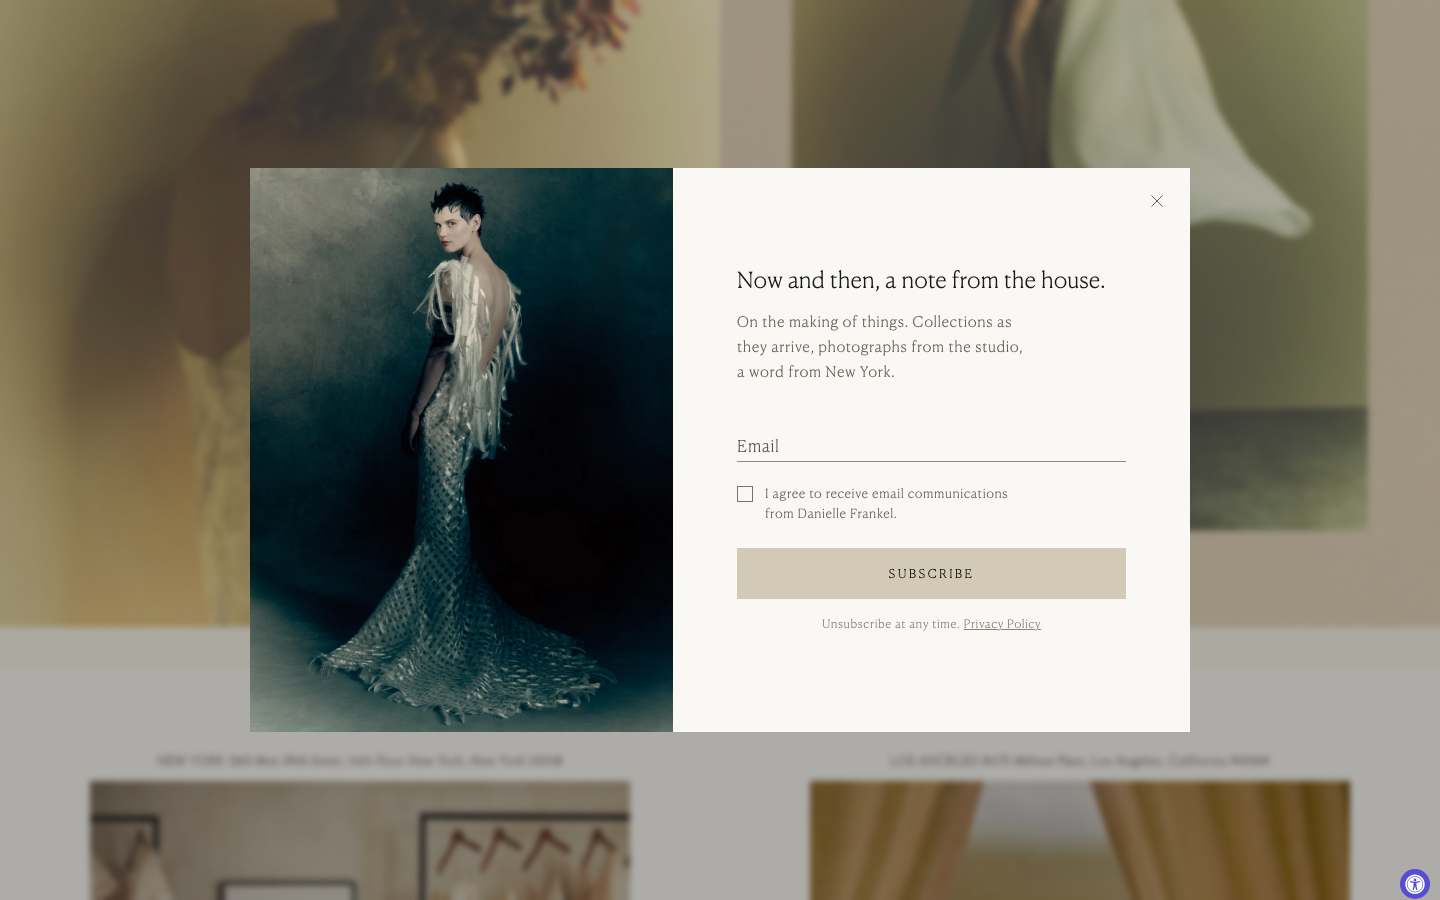 Now and then, a note from the house.
On the making of things. Collections as
they arrive, photographs from the studio,
a word from New York.
Email
I agree to receive email communications
from Danielle Frankel.
SUBSCRIBE
Unsubscribe at any time. Privacy Policy